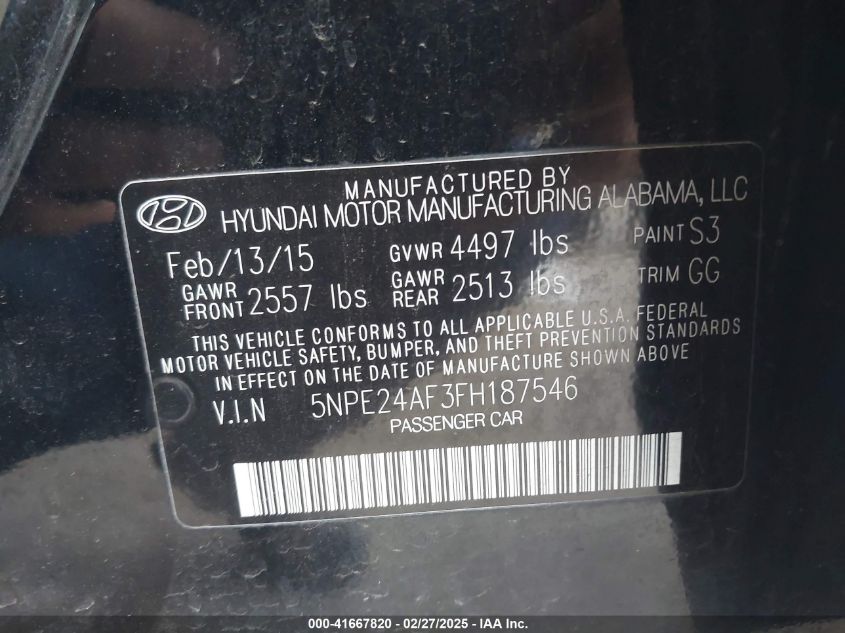 MANUFACTURED BY
HYUNDAI MOTOR MANUFACTURING ALABAMA, LLC
Feb/13/15 GVWR 4497 lbs PAINT S3
GAWR FRONT 2557 lbs GAWR REAR 2513 lbs TRIM GG
THIS VEHICLE CONFORMS TO ALL APPLICABLE U.S.A. FEDERAL
MOTOR VEHICLE SAFETY, BUMPER, AND THEFT PREVENTION STANDARDS
IN EFFECT ON THE DATE OF MANUFACTURE SHOWN ABOVE
V.I.N 5NPE24AF3FH187546
PASSENGER CAR
000-41667820 - 02/27/2025 - IAA Inc.